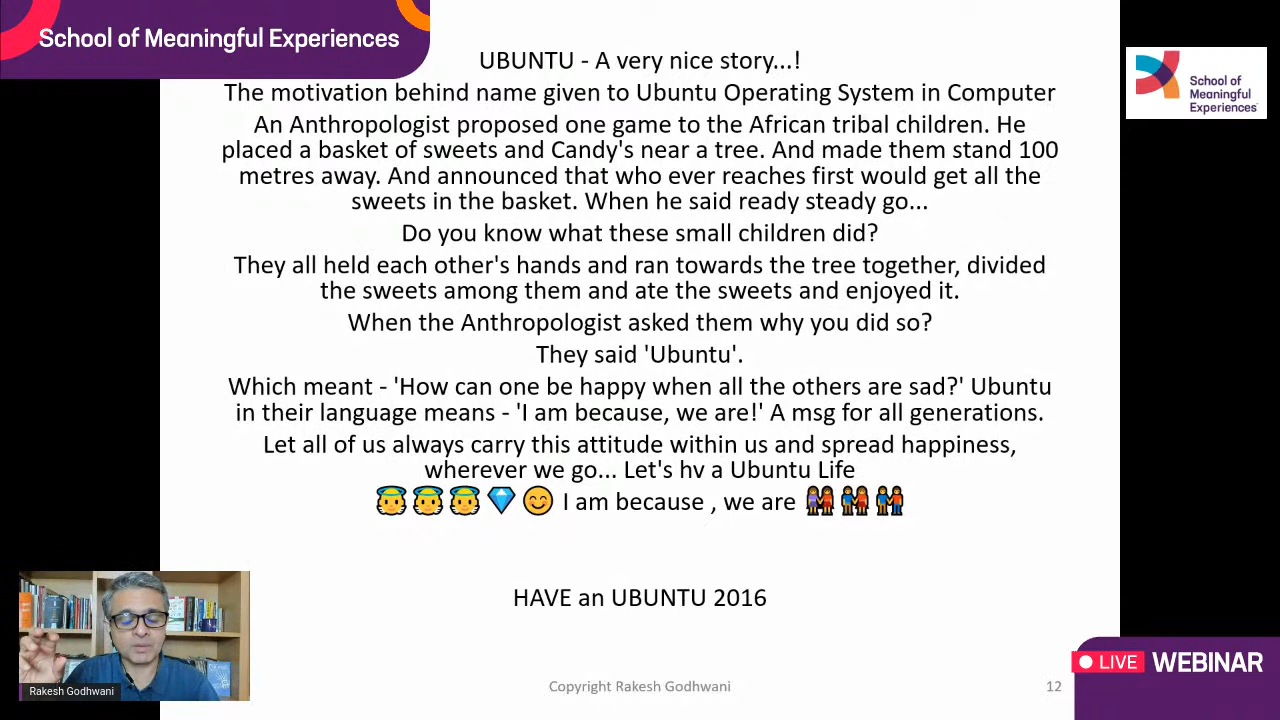 School of Meaningful Experiences
School of
Meaningful
Experiences
UBUNTU - A very nice story...!
The motivation behind name given to Ubuntu Operating System in Computer
An Anthropologist proposed one game to the African tribal children. He
placed a basket of sweets and Candy's near a tree. And made them stand 100
metres away. And announced that who ever reaches first would get all the
sweets in the basket. When he said ready steady go...
Do you know what these small children did?
They all held each other's hands and ran towards the tree together, divided
the sweets among them and ate the sweets and enjoyed it.
When the Anthropologist asked them why you did so?
They said 'Ubuntu'.
Which meant - 'How can one be happy when all the others are sad?' Ubuntu
in their language means - 'I am because, we are!' A msg for all generations.
Let all of us always carry this attitude within us and spread happiness,
wherever we go... Let's hv a Ubuntu Life
👼👼👼💎😊 I am because , we are 👭👫👬
HAVE an UBUNTU 2016
Rakesh Godhwani
Copyright Rakesh Godhwani
12
LIVE WEBINAR